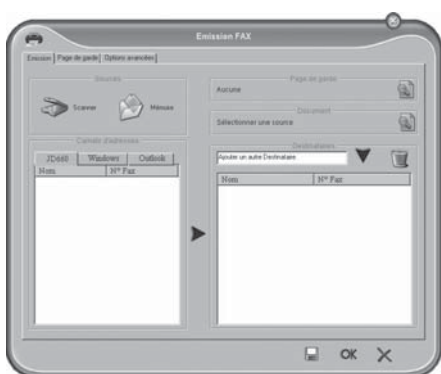 Emission FAX
Emission Page de garde Options avancées
Sources
Scanner Mémoire
Page de garde
Aucune
Document
Sélectionner une source
Carnets d'adresses
JD660 Windows Outlook
Nom N° Fax
Destinataires
Ajouter un autre Destinataire
Nom N° Fax
OK